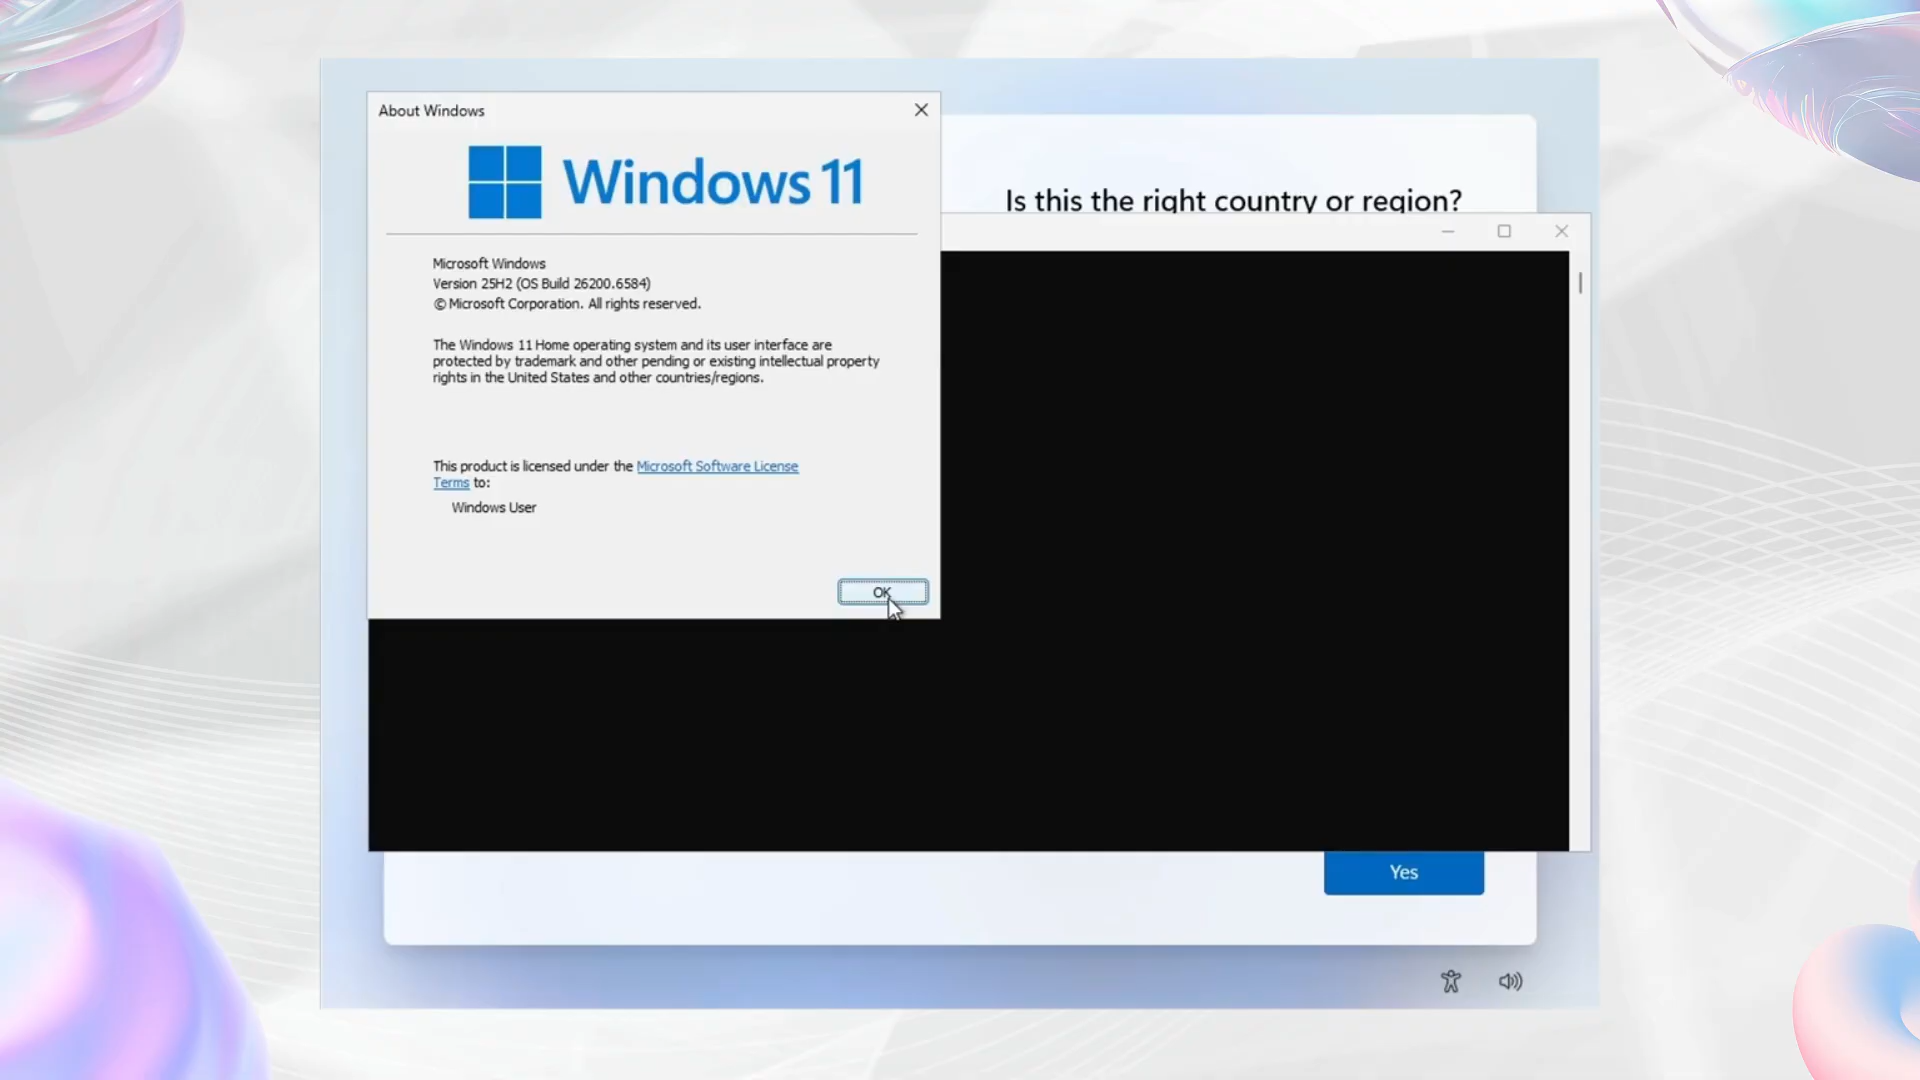 About Windows
Windows 11
Is this the right country or region?
Microsoft Windows
Version 25H2 (OS Build 26200.6584)
© Microsoft Corporation. All rights reserved.
The Windows 11 Home operating system and its user interface are
protected by trademark and other pending or existing intellectual property
rights in the United States and other countries/regions.
This product is licensed under the Microsoft Software License
Terms to:
Windows User
OK
Yes